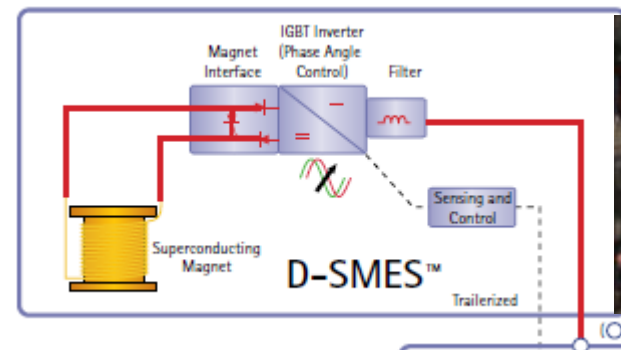 IGBT Inverter
(Phase Angle
Control)
Magnet
Interface
Filter
Sensing and
Control
Superconducting
Magnet
D-SMES™
Trailerized